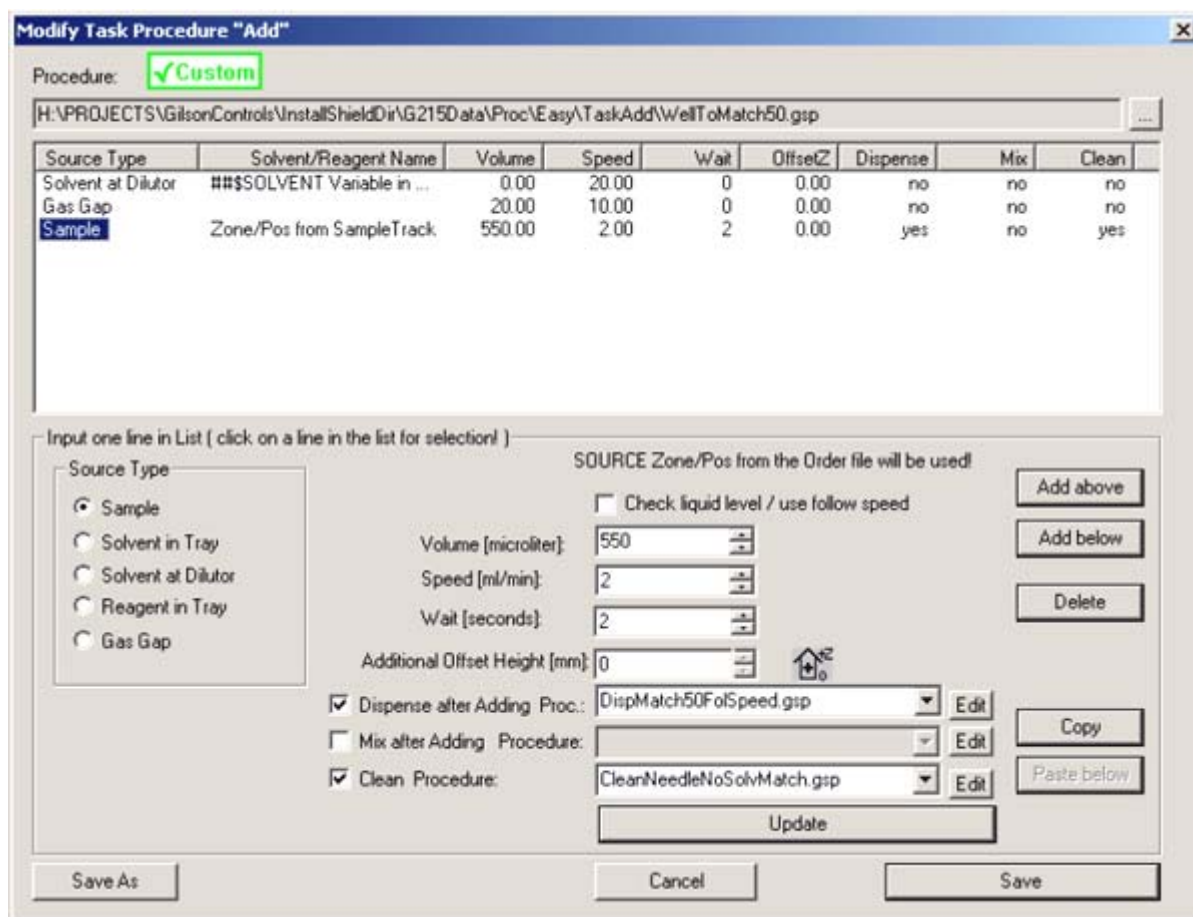 Modify Task Procedure "Add"
Procedure: ✓Custom
H:\PROJECTS\GilsonControls\InstallShieldDir\G215Data\Proc\Easy\TaskAdd\WellToMatch50.gsp ...
Source Type Solvent/Reagent Name Volume Speed Wait OffsetZ Dispense Mix Clean
Solvent at Dilutor ##$SOLVENT Variable in ... 0.00 20.00 0 0.00 no no no
Gas Gap 20.00 10.00 0 0.00 no no no
Sample Zone/Pos from SampleTrack 550.00 2.00 2 0.00 yes no yes
Input one line in List ( click on a line in the list for selection! )
Source Type
Sample
Solvent in Tray
Solvent at Dilutor
Reagent in Tray
Gas Gap
SOURCE Zone/Pos from the Order file will be used!
Check liquid level / use follow speed
Volume [microliter]: 550
Speed [ml/min]: 2
Wait [seconds]: 2
Additional Offset Height [mm]: 0
Dispense after Adding Proc.: DispMatch50FolSpeed.gsp Edit
Mix after Adding Procedure: Edit
Clean Procedure: CleanNeedleNoSolvMatch.gsp Edit
Update
Add above
Add below
Delete
Copy
Paste below
Save As Cancel Save